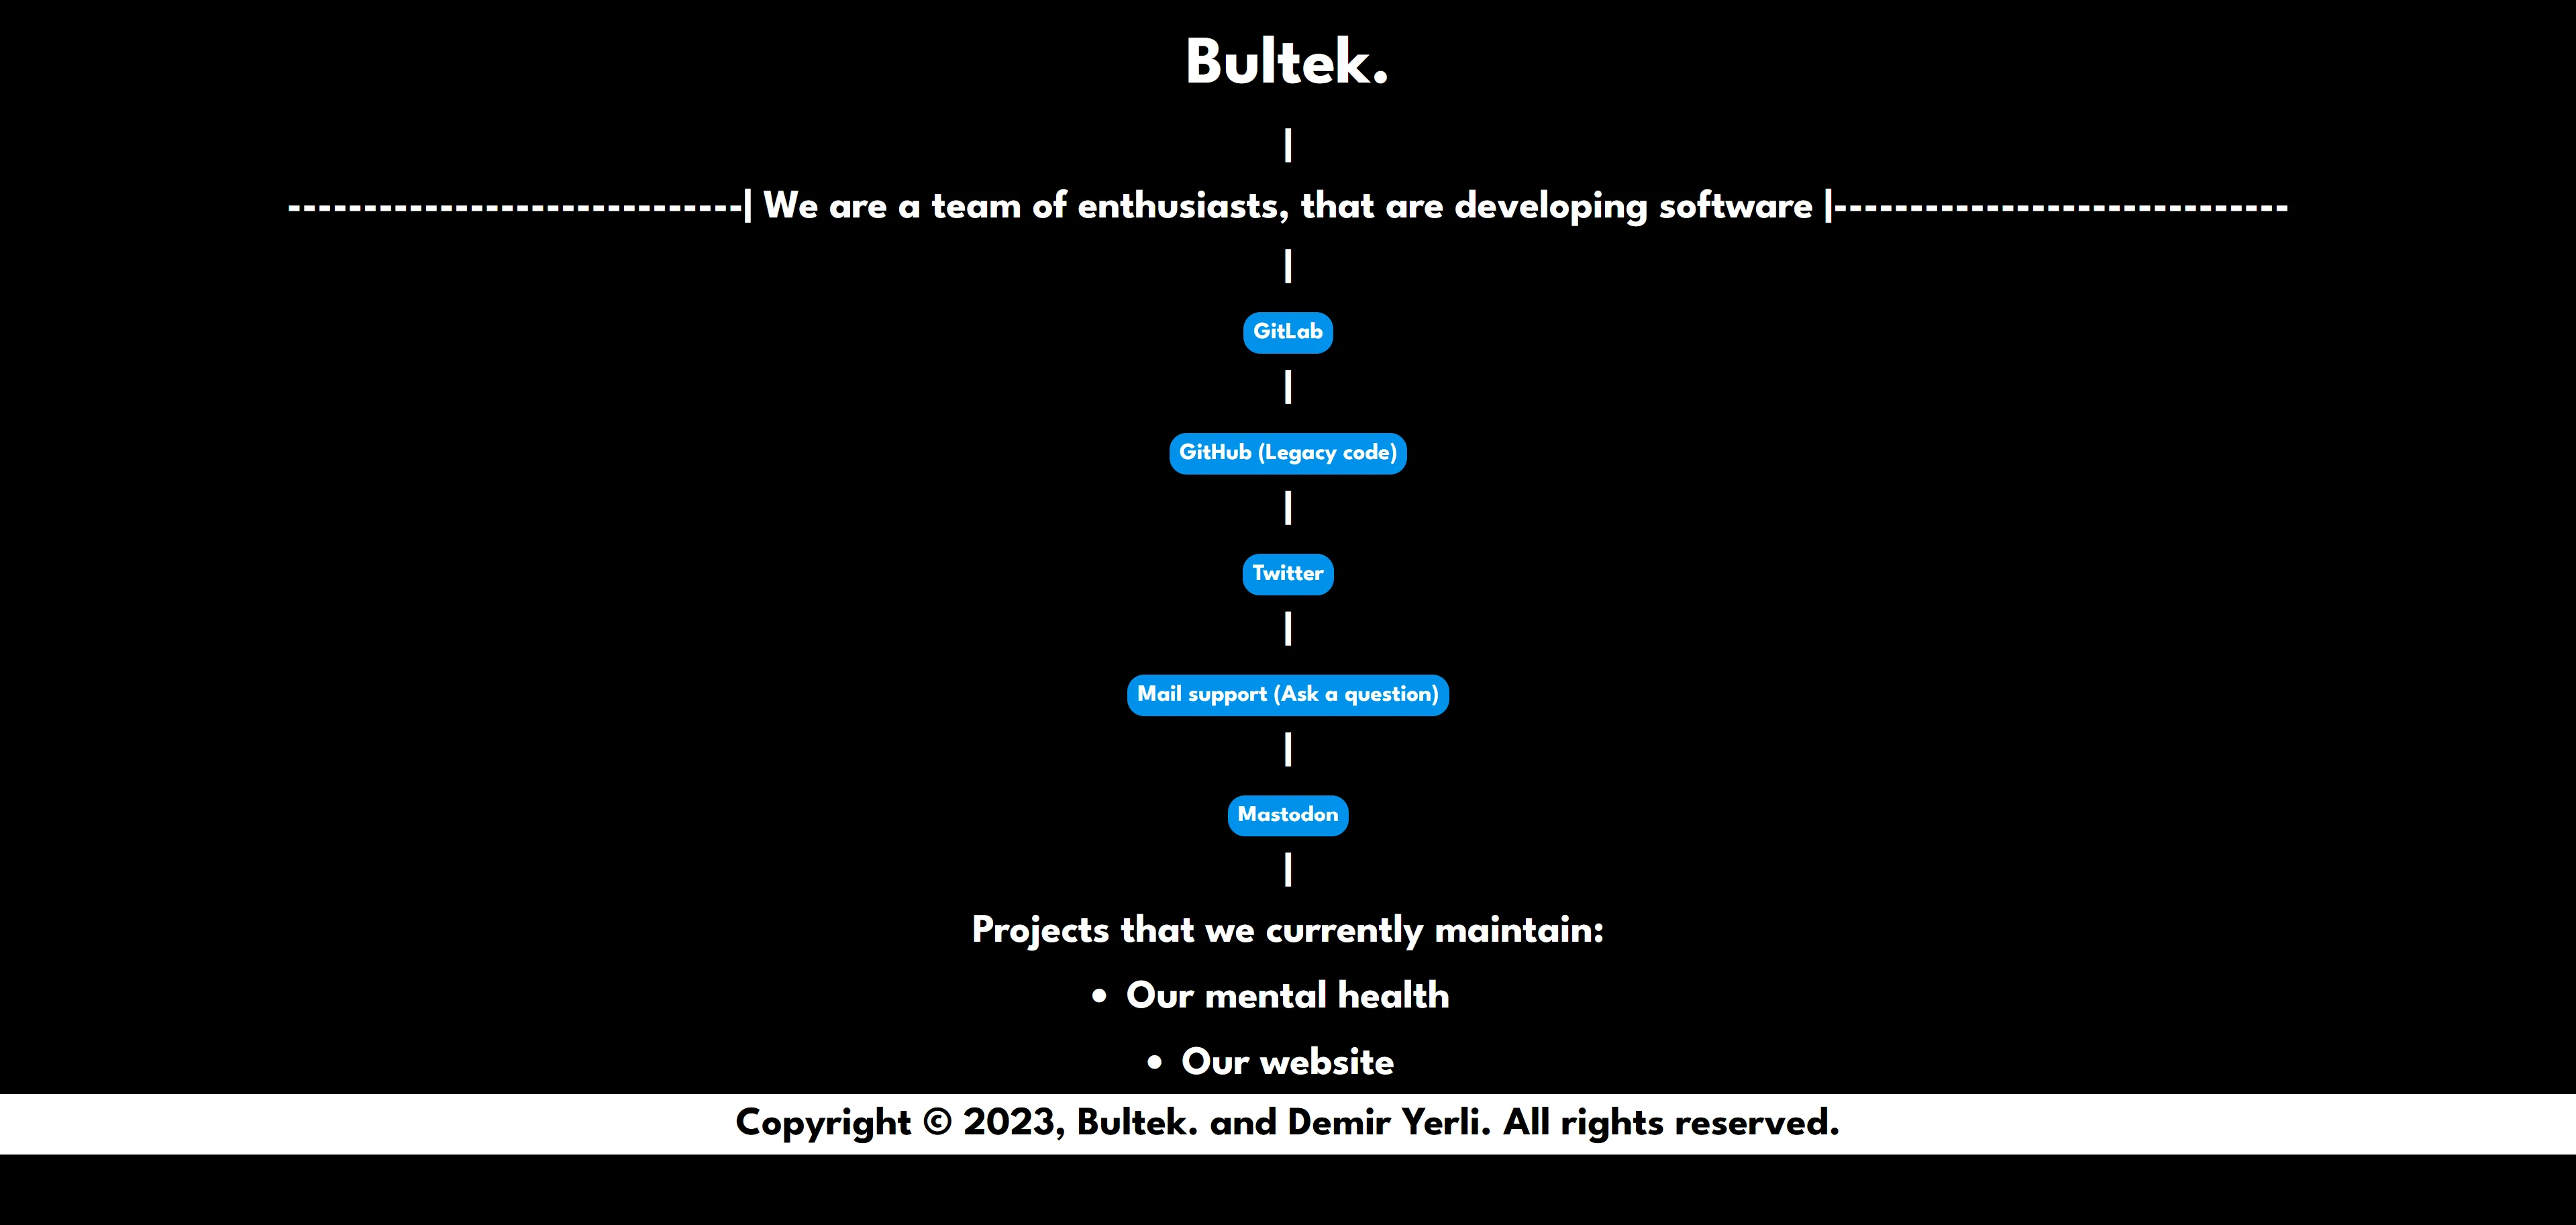 Bultek.
|
------------------------------| We are a team of enthusiasts, that are developing software |------------------------------
|
GitLab
|
GitHub (Legacy code)
|
Twitter
|
Mail support (Ask a question)
|
Mastodon
|
Projects that we currently maintain:
• Our mental health
• Our website
Copyright © 2023, Bultek. and Demir Yerli. All rights reserved.